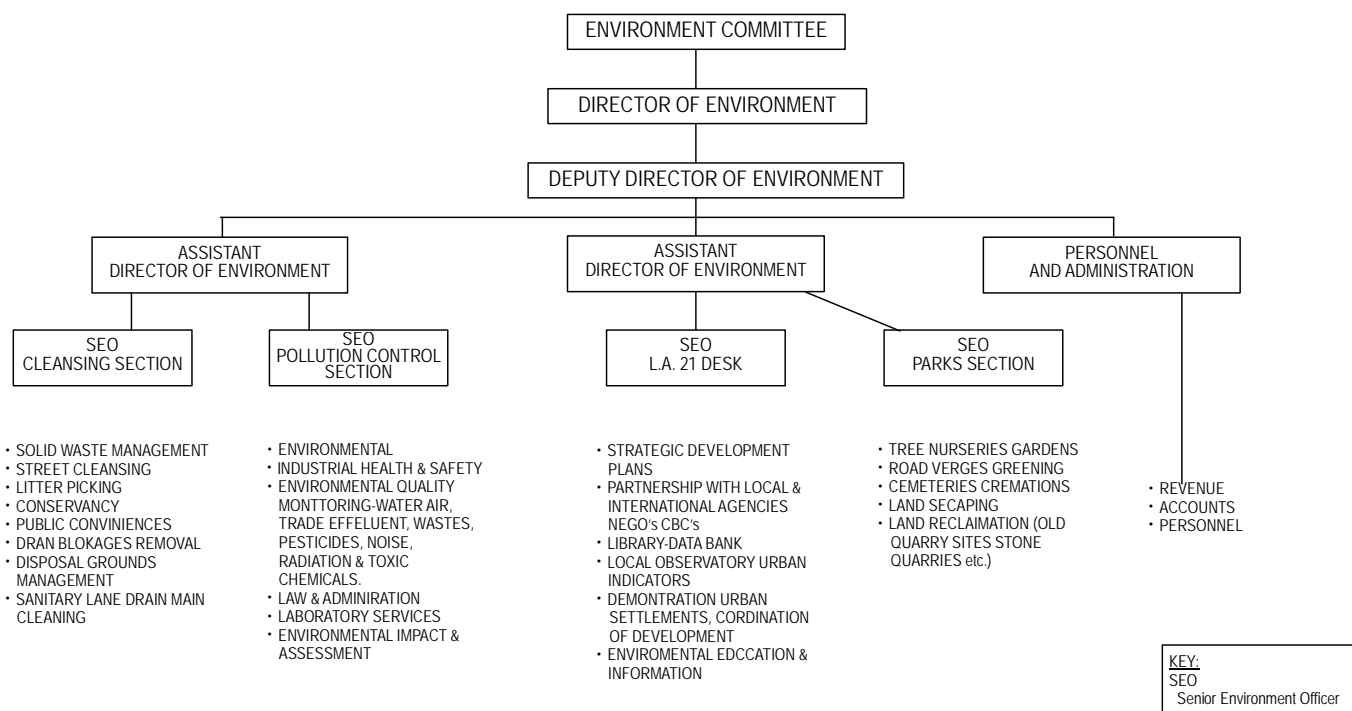 ENVIRONMENT COMMITTEE
DIRECTOR OF ENVIRONMENT
DEPUTY DIRECTOR OF ENVIRONMENT
ASSISTANT
DIRECTOR OF ENVIRONMENT
ASSISTANT
DIRECTOR OF ENVIRONMENT
PERSONNEL
AND ADMINISTRATION
SEO
CLEANSING SECTION
SEO
POLLUTION CONTROL
SECTION
SEO
L.A. 21 DESK
SEO
PARKS SECTION
· SOLID WASTE MANAGEMENT
· STREET CLEANSING
· LITTER PICKING
· CONSERVANCY
· PUBLIC CONVINIENCES
· DRAN BLOKAGES REMOVAL
· DISPOSAL GROUNDS
MANAGEMENT
· SANITARY LANE DRAIN MAIN
CLEANING
· ENVIRONMENTAL
· INDUSTRIAL HEALTH & SAFETY
· ENVIRONMENTAL QUALITY
MONTTORING-WATER AIR,
TRADE EFFELUENT, WASTES,
PESTICIDES, NOISE,
RADIATION & TOXIC
CHEMICALS.
· LAW & ADMINIRATION
· LABORATORY SERVICES
· ENVIRONMENTAL IMPACT &
ASSESSMENT
· STRATEGIC DEVELOPMENT
PLANS
· PARTNERSHIP WITH LOCAL &
INTERNATIONAL AGENCIES
NEGO's CBC's
· LIBRARY-DATA BANK
· LOCAL OBSERVATORY URBAN
INDICATORS
· DEMONTRATION URBAN
SETTLEMENTS, CORDINATION
OF DEVELOPMENT
· ENVIROMENTAL EDCCATION &
INFORMATION
· TREE NURSERIES GARDENS
· ROAD VERGES GREENING
· CEMETERIES CREMATIONS
· LAND SECAPING
· LAND RECLAIMATION (OLD
QUARRY SITES STONE
QUARRIES etc.)
· REVENUE
· ACCOUNTS
· PERSONNEL
KEY:
SEO
Senior Environment Officer